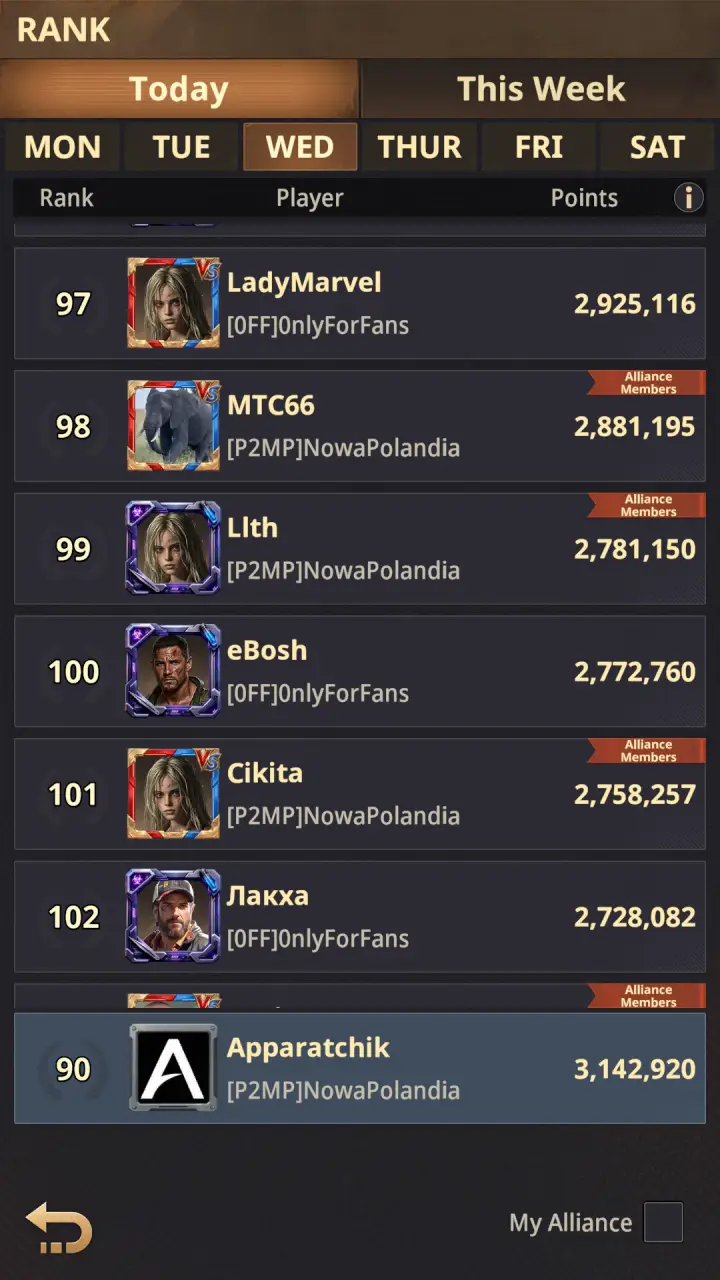 RANK
Today This Week
MON TUE WED THUR FRI SAT
Rank Player Points i
97 LadyMarvel 2,925,116
[0FF]0nlyForFans
Alliance Members
98 MTC66 2,881,195
[P2MP]NowaPolandia
Alliance Members
99 Llth 2,781,150
[P2MP]NowaPolandia
100 eBosh 2,772,760
[0FF]0nlyForFans
Alliance Members
101 Cikita 2,758,257
[P2MP]NowaPolandia
102 Лакха 2,728,082
[0FF]0nlyForFans
Alliance Members
90 Apparatchik 3,142,920
[P2MP]NowaPolandia
My Alliance